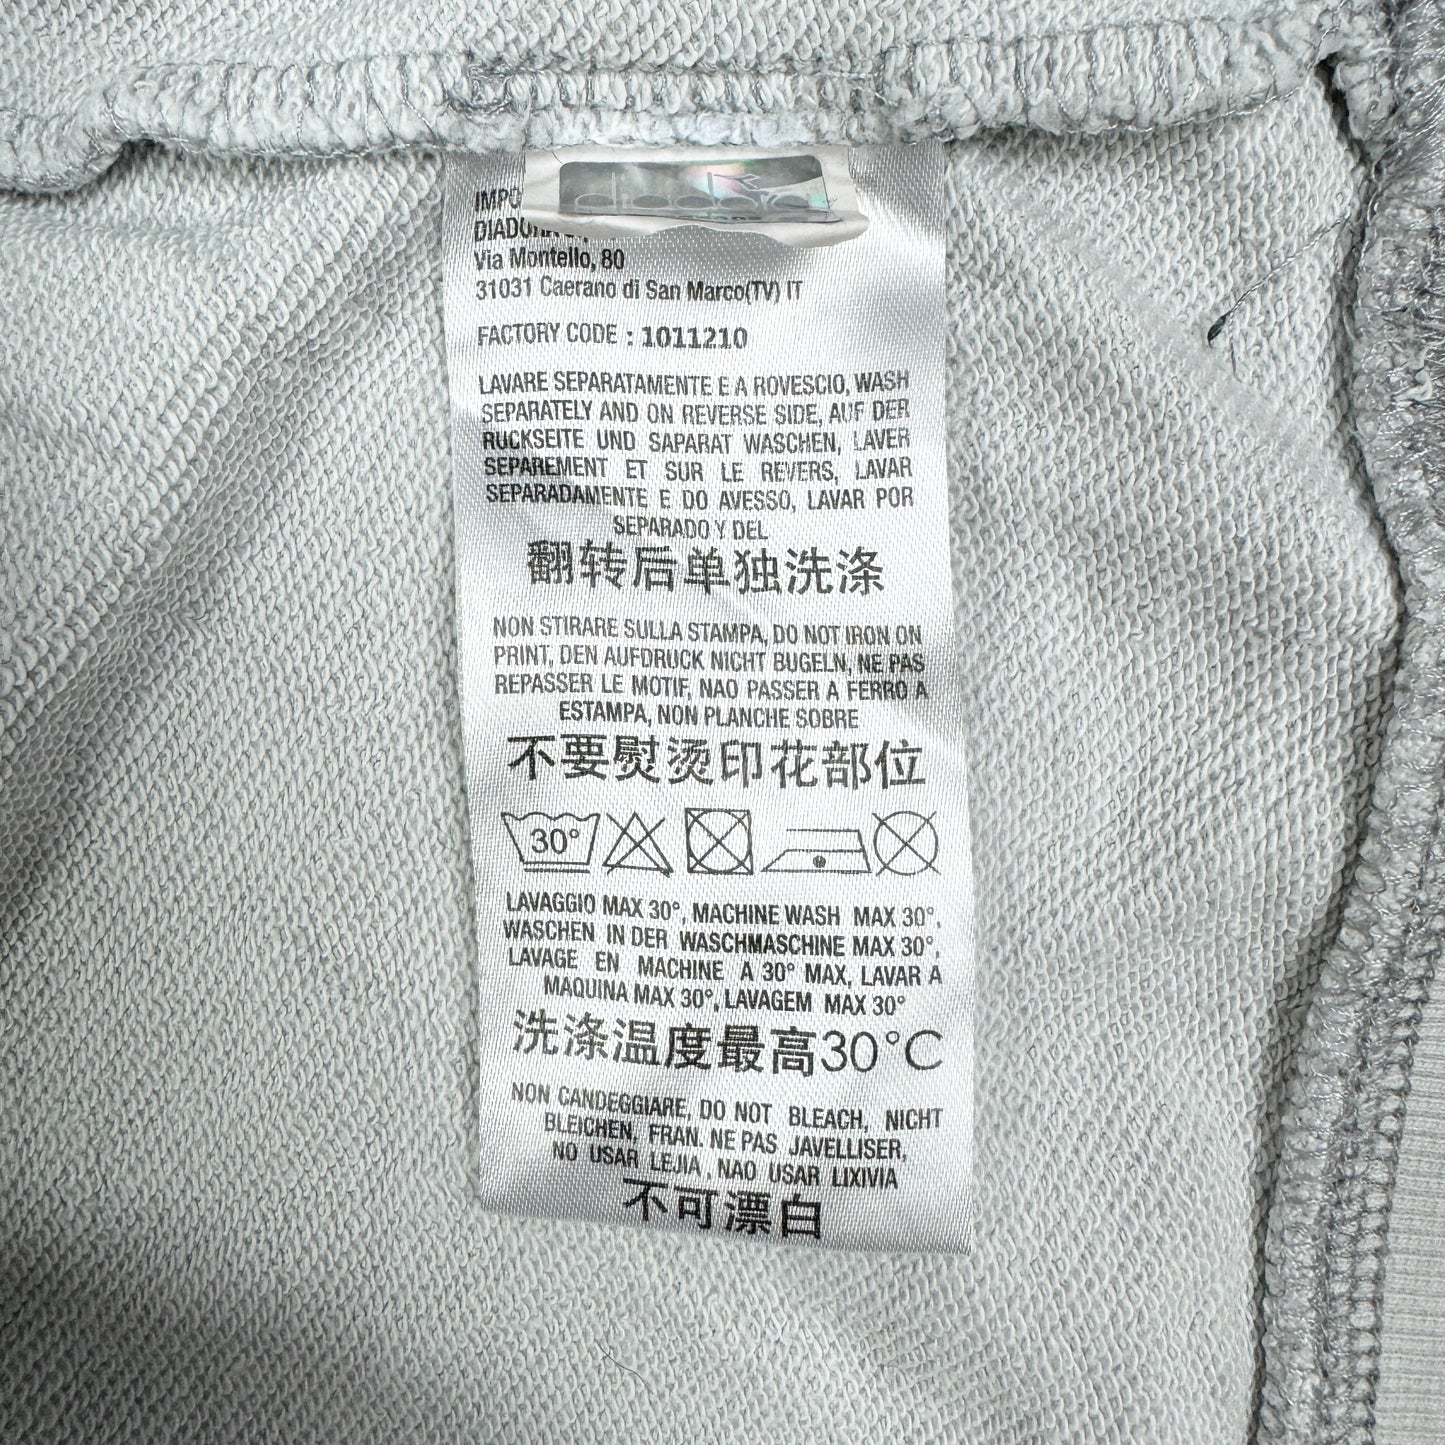 diadora
Via Montello, 80
31031 Caerano di San Marco(TV) IT
FACTORY CODE : 1011210
LAVARE SEPARATAMENTE E A ROVESCIO, WASH
SEPARATELY AND ON REVERSE SIDE, AUF DER
RUCKSEITE UND SAPARAT WASCHEN, LAVER
SEPAREMENT ET SUR LE REVERS, LAVAR
SEPARADAMENTE E DO AVESSO, LAVAR POR
SEPARADO Y DEL
翻转后单独洗涤
NON STIRARE SULLA STAMPA, DO NOT IRON ON
PRINT, DEN AUFDRUCK NICHT BUGELN, NE PAS
REPASSER LE MOTIF, NAO PASSER A FERRO A
ESTAMPA, NON PLANCHE SOBRE
不要熨烫印花部位
30°
LAVAGGIO MAX 30°, MACHINE WASH MAX 30°,
WASCHEN IN DER WASCHMASCHINE MAX 30°,
LAVAGE EN MACHINE A 30° MAX, LAVAR A
MAQUINA MAX 30°, LAVAGEM MAX 30°
洗涤温度最高30°C
NON CANDEGGIARE, DO NOT BLEACH, NICHT
BLEICHEN, FRAN. NE PAS JAVELLISER,
NO USAR LEJIA , NAO USAR LIXIVIA
不可漂白